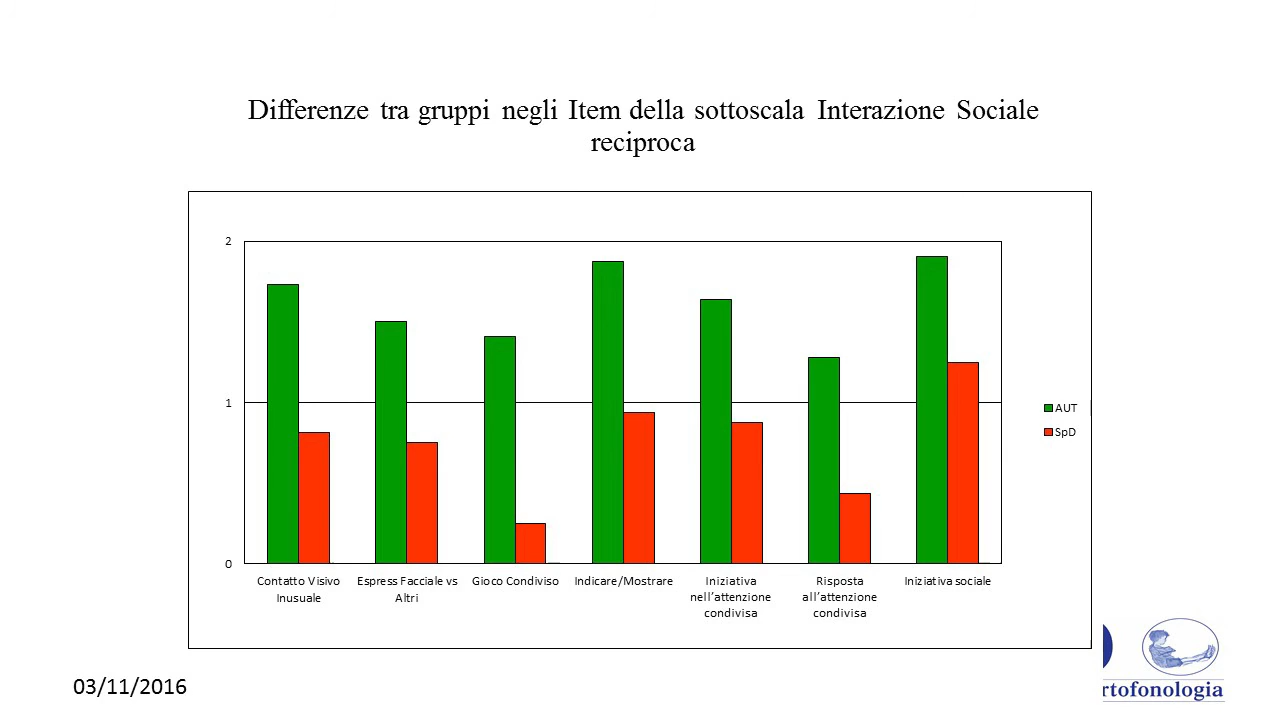 Differenze tra gruppi negli Item della sottoscala Interazione Sociale
reciproca
2
1
0
AUT
SpD
Contatto Visivo
Inusuale
Espress Facciale vs
Altri
Gioco Condiviso
Indicare/Mostrare
Iniziativa
nell'attenzione
condivisa
Risposta
all'attenzione
condivisa
Iniziativa sociale
03/11/2016
rtofonologia